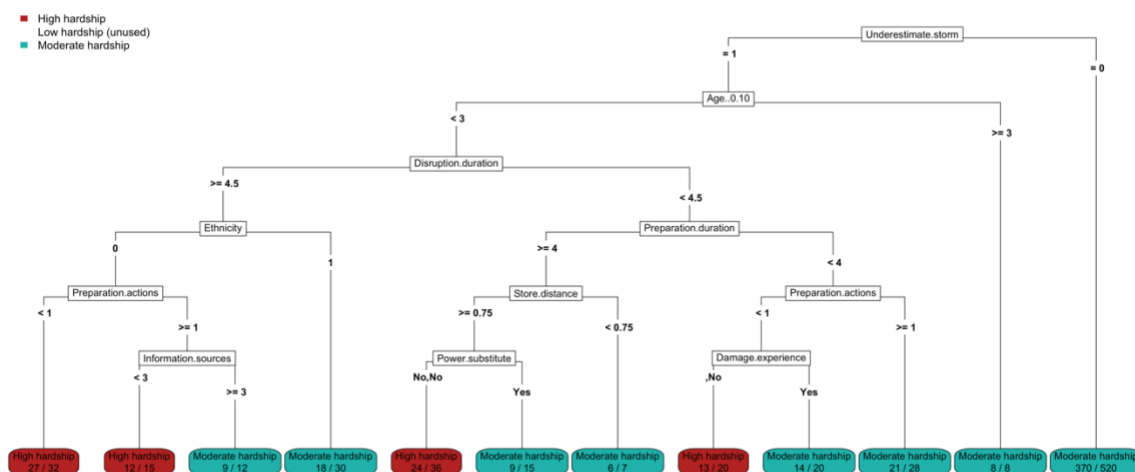 High hardship
Low hardship (unused)
Moderate hardship
Underestimate.storm
= 1
= 0
Age..0.10
< 3
>= 3
Disruption.duration
>= 4.5
< 4.5
Ethnicity
Preparation.duration
0
1
>= 4
< 4
Preparation.actions
Store.distance
Preparation.actions
< 1
>= 1
>= 0.75
< 0.75
< 1
>= 1
Information.sources
Power.substitute
Damage.experience
< 3
>= 3
No,No
Yes
,No
Yes
High hardship
27 / 32
High hardship
12 / 15
Moderate hardship
9 / 12
Moderate hardship
18 / 30
High hardship
24 / 36
Moderate hardship
9 / 15
Moderate hardship
6 / 7
High hardship
13 / 20
Moderate hardship
14 / 20
Moderate hardship
21 / 28
Moderate hardship
8 / 8
Moderate hardship
370 / 520